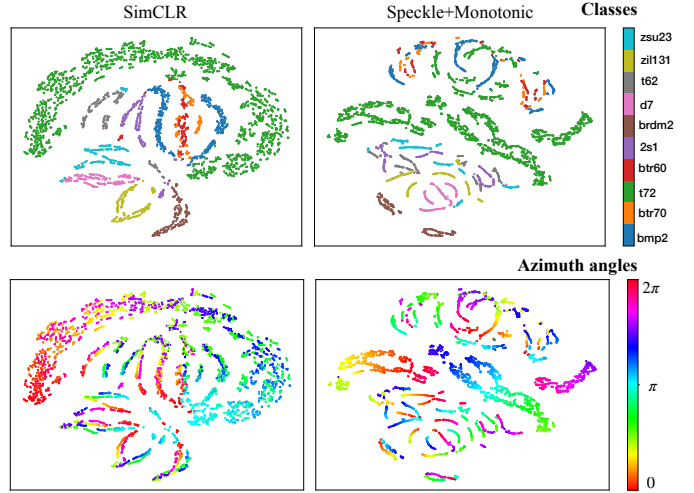 SimCLR
Speckle+Monotonic
Classes
zsu23
zil131
t62
d7
brdm2
2s1
btr60
t72
btr70
bmp2
Azimuth angles
2π
π
0